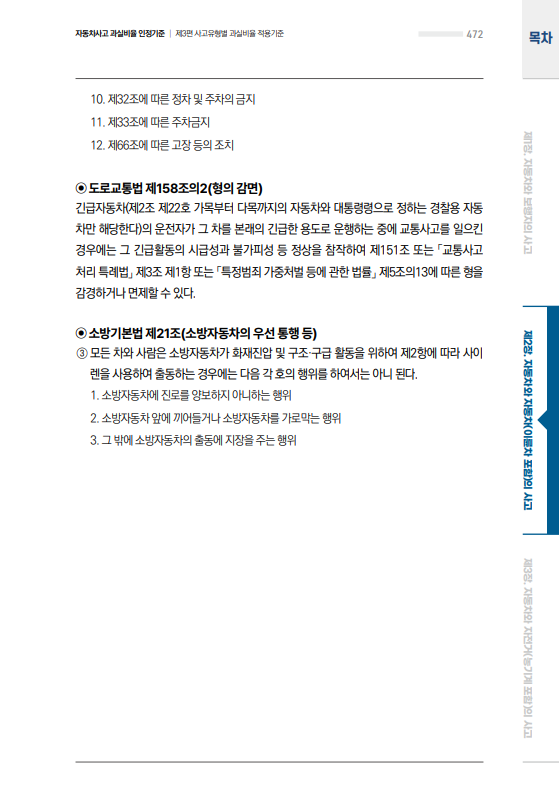 자동차사고 과실비율 인정기준 | 제3편 사고유형별 과실비율 적용기준
472
목차
10. 제32조에 따른 정차 및 주차의 금지
11. 제33조에 따른 주차금지
12. 제66조에 따른 고장 등의 조치
◉ 도로교통법 제158조의2(형의 감면)
긴급자동차(제2조 제22호 가목부터 다목까지의 자동차와 대통령령으로 정하는 경찰용 자동
차만 해당한다)의 운전자가 그 차를 본래의 긴급한 용도로 운행하는 중에 교통사고를 일으킨
경우에는 그 긴급활동의 시급성과 불가피성 등 정상을 참작하여 제151조 또는 「교통사고
처리 특례법」 제3조 제1항 또는 「특정범죄 가중처벌 등에 관한 법률」 제5조의13에 따른 형을
감경하거나 면제할 수 있다.
◉ 소방기본법 제21조(소방자동차의 우선 통행 등)
③ 모든 차와 사람은 소방자동차가 화재진압 및 구조·구급 활동을 위하여 제2항에 따라 사이
렌을 사용하여 출동하는 경우에는 다음 각 호의 행위를 하여서는 아니 된다.
1. 소방자동차에 진로를 양보하지 아니하는 행위
2. 소방자동차 앞에 끼어들거나 소방자동차를 가로막는 행위
3. 그 밖에 소방자동차의 출동에 지장을 주는 행위
제1장. 자동차와 보행자의 사고
제2장. 자동차와 자동차(이륜차 포함)의 사고
제3장. 자동차와 자전거(농기계 포함)의 사고